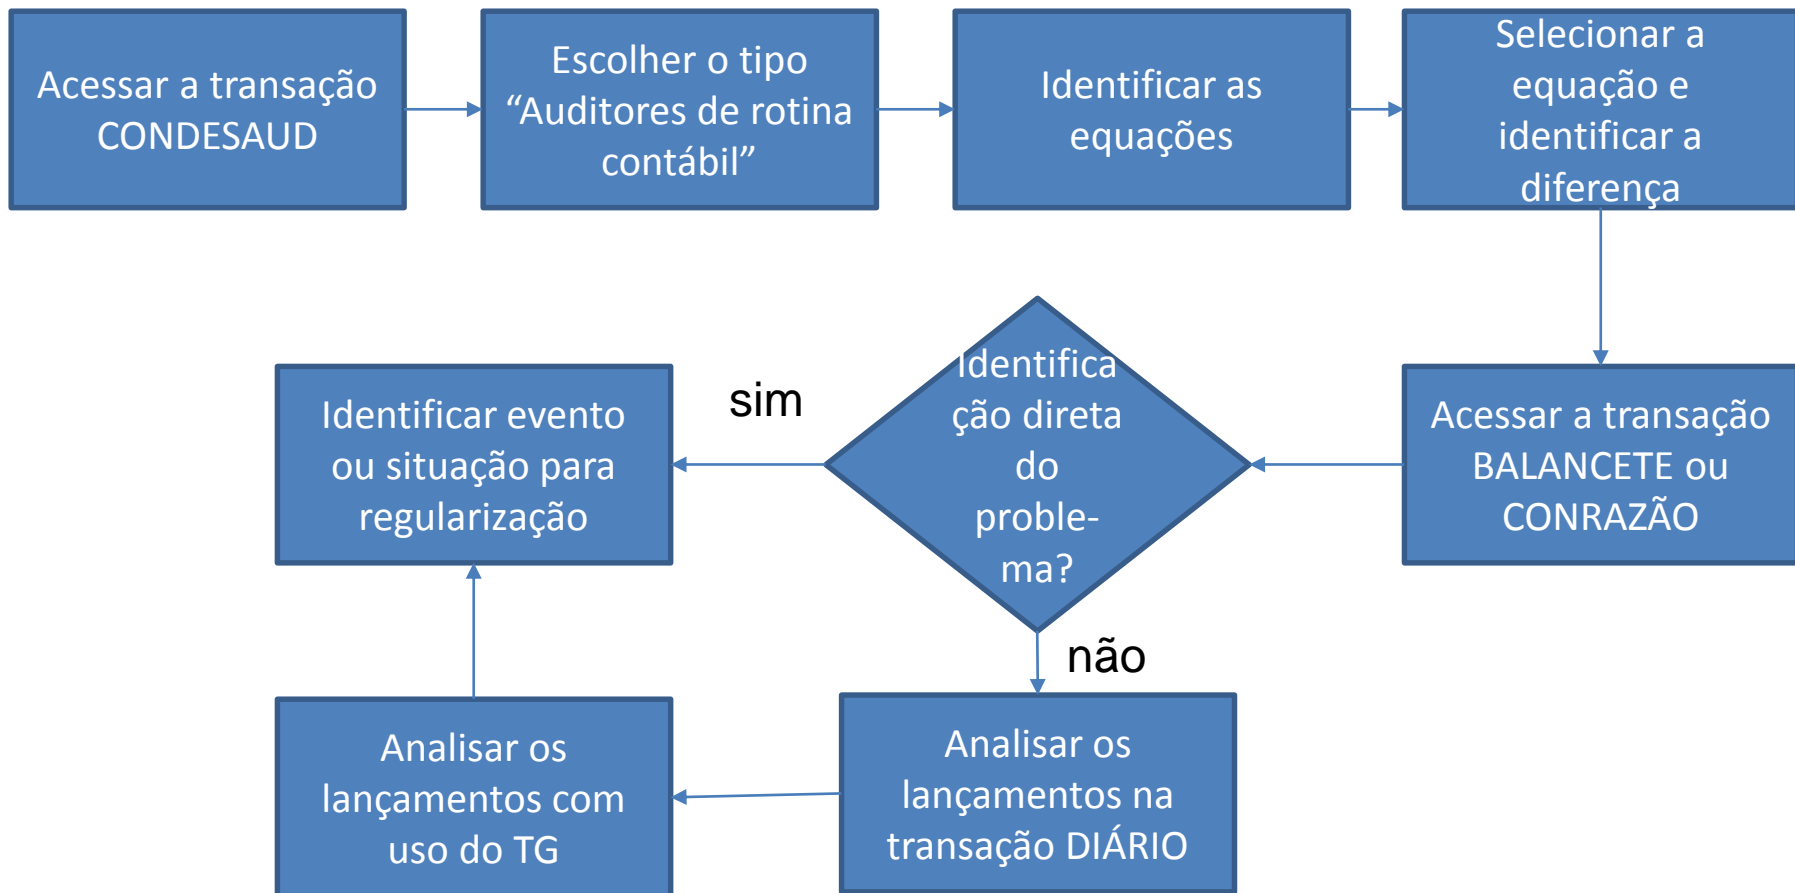 Acessar a transação
CONDESAUD
Escolher o tipo
“Auditores de rotina
contábil”
Identificar as
equações
Selecionar a
equação e
identificar a
diferença
Acessar a transação
BALANCETE ou
CONRAZÃO
Identifica
ção direta
do
proble-
ma?
sim
Identificar evento
ou situação para
regularização
não
Analisar os
lançamentos na
transação DIÁRIO
Analisar os
lançamentos com
uso do TG